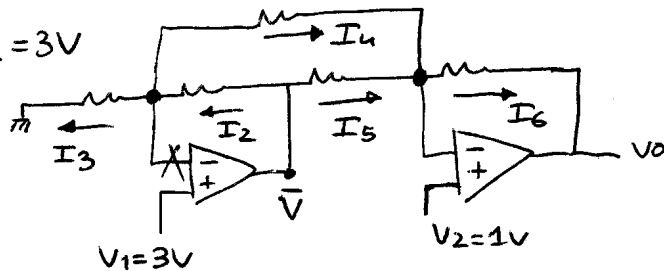 = 3V
I4
I3
I2
I5
I6
−
+
V̄
−
+
Vo
V1 = 3V
V2 = 1V